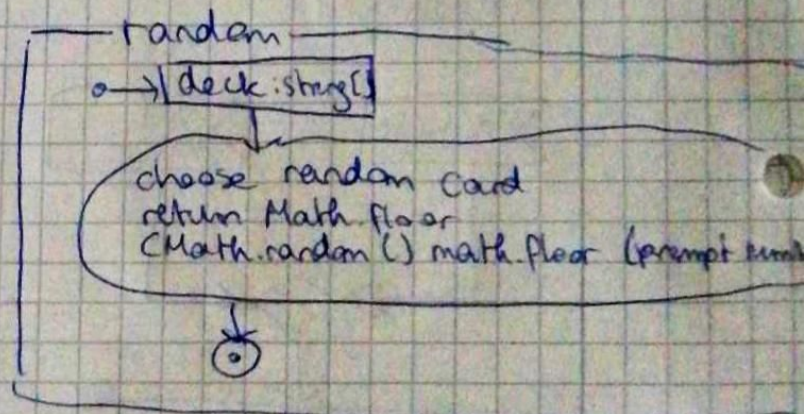 random
deck:string[]
choose random card
return Math.floor
(Math.random () math.floor (prompt